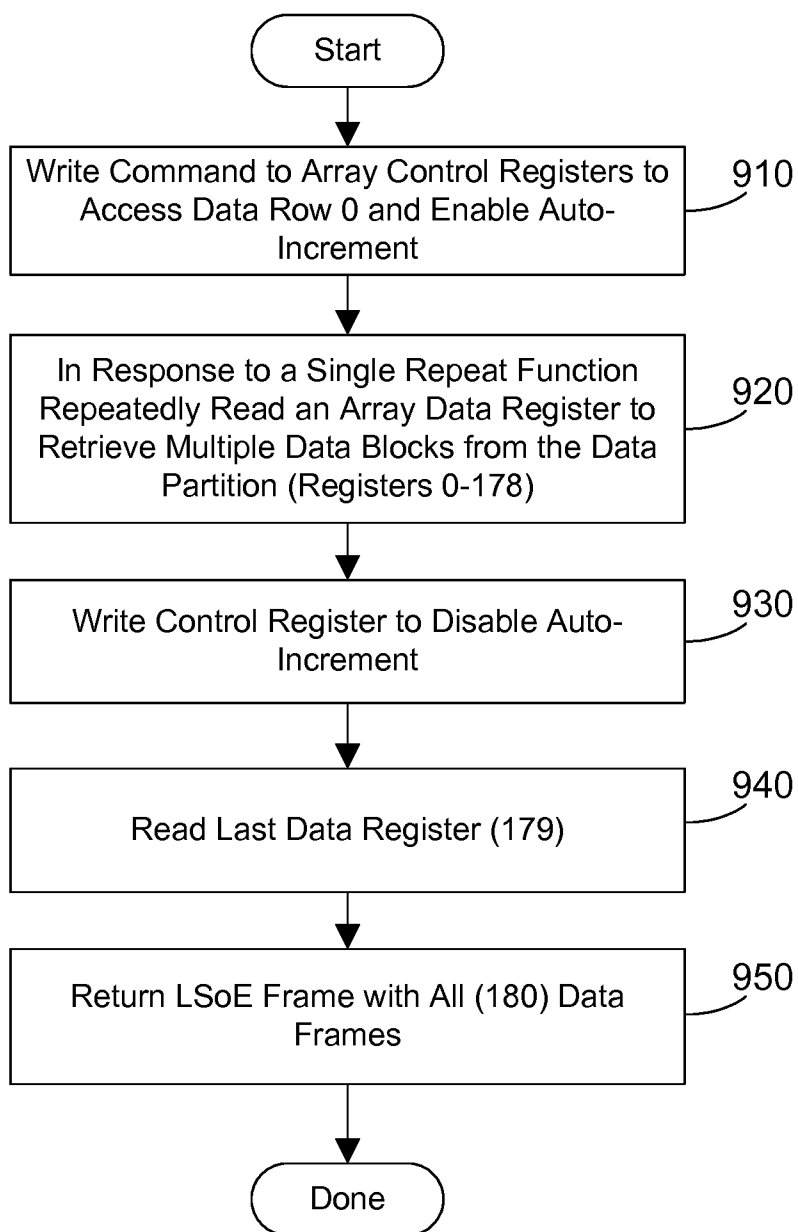 Start
Write Command to Array Control Registers to
Access Data Row 0 and Enable Auto-
Increment
910
In Response to a Single Repeat Function
Repeatedly Read an Array Data Register to
Retrieve Multiple Data Blocks from the Data
Partition (Registers 0-178)
920
Write Control Register to Disable Auto-
Increment
930
Read Last Data Register (179)
940
Return LSoE Frame with All (180) Data
Frames
950
Done